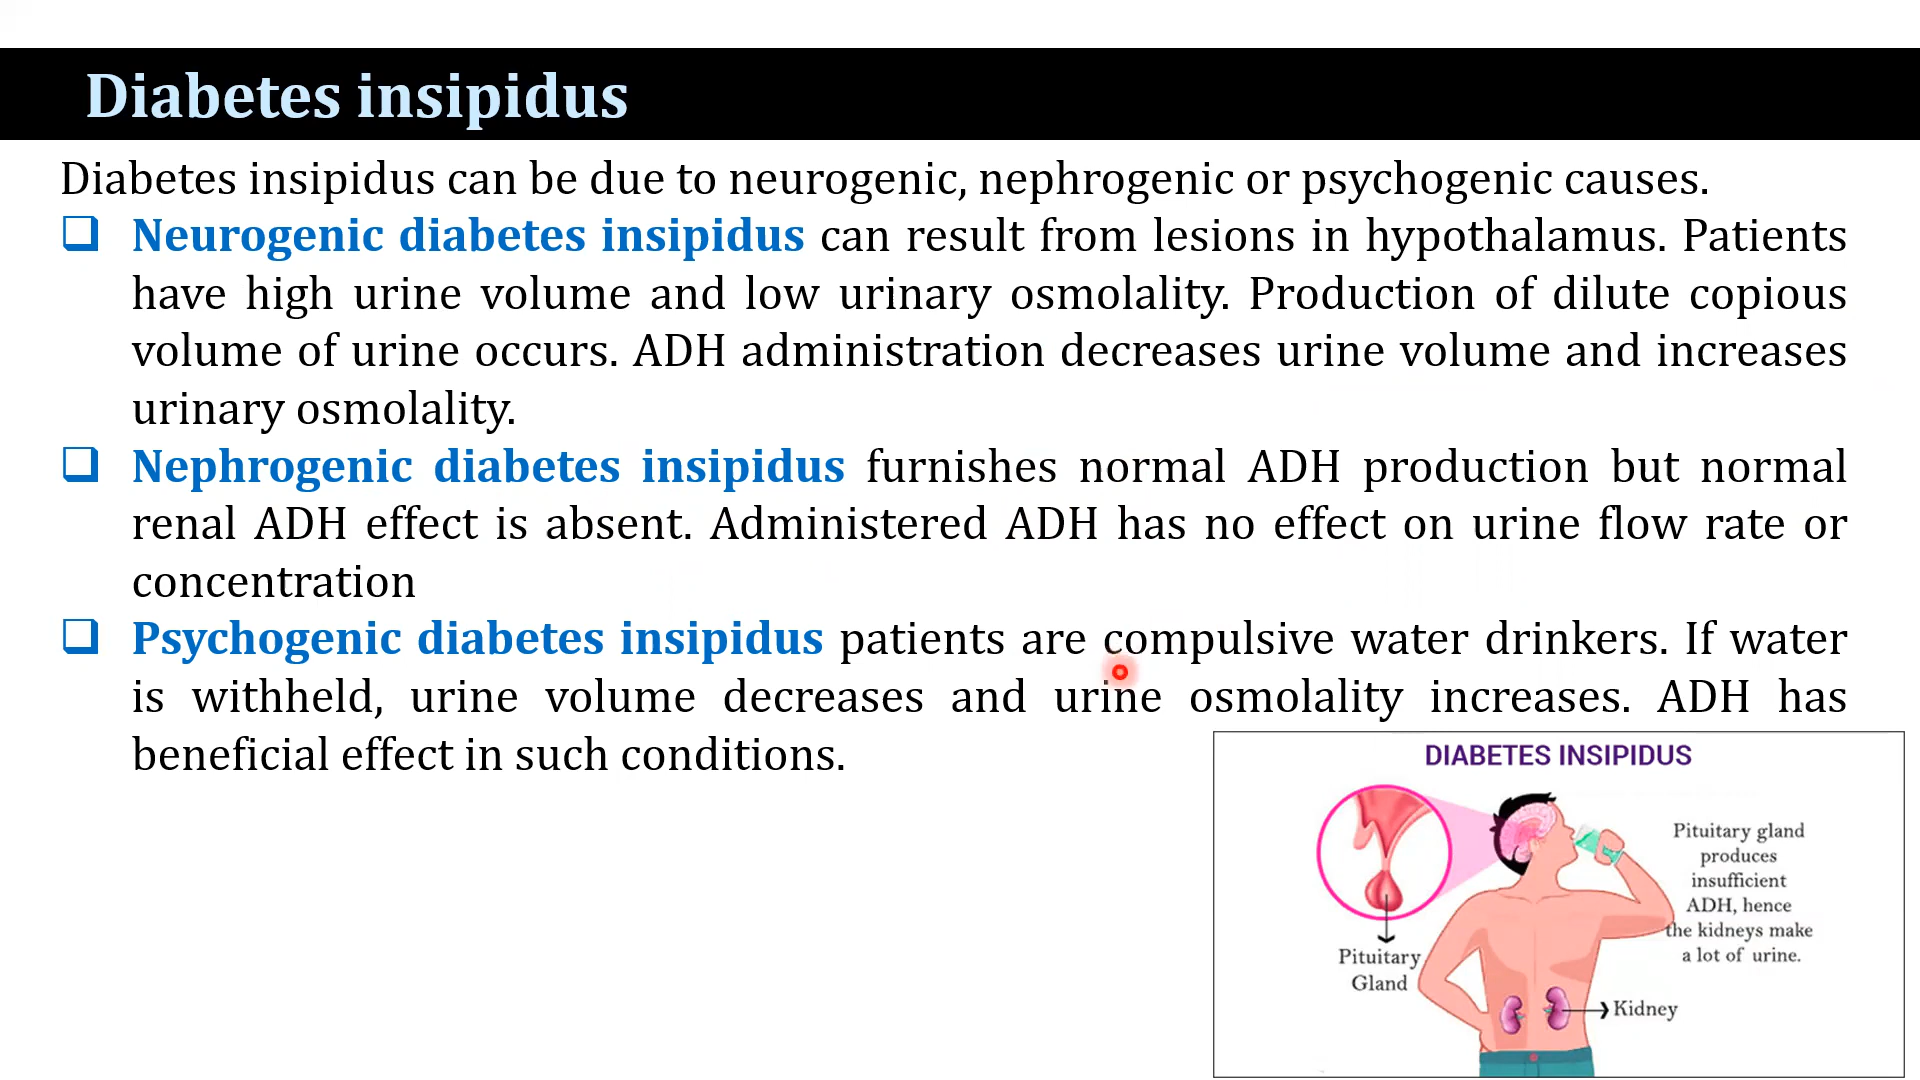 Diabetes insipidus
Diabetes insipidus can be due to neurogenic, nephrogenic or psychogenic causes.
Neurogenic diabetes insipidus can result from lesions in hypothalamus. Patients
have high urine volume and low urinary osmolality. Production of dilute copious
volume of urine occurs. ADH administration decreases urine volume and increases
urinary osmolality.
Nephrogenic diabetes insipidus furnishes normal ADH production but normal
renal ADH effect is absent. Administered ADH has no effect on urine flow rate or
concentration
Psychogenic diabetes insipidus patients are compulsive water drinkers. If water
is withheld, urine volume decreases and urine osmolality increases. ADH has
beneficial effect in such conditions.
DIABETES INSIPIDUS
Pituitary gland
produces
insufficient
ADH, hence
the kidneys make
a lot of urine.
Pituitary
Gland
Kidney